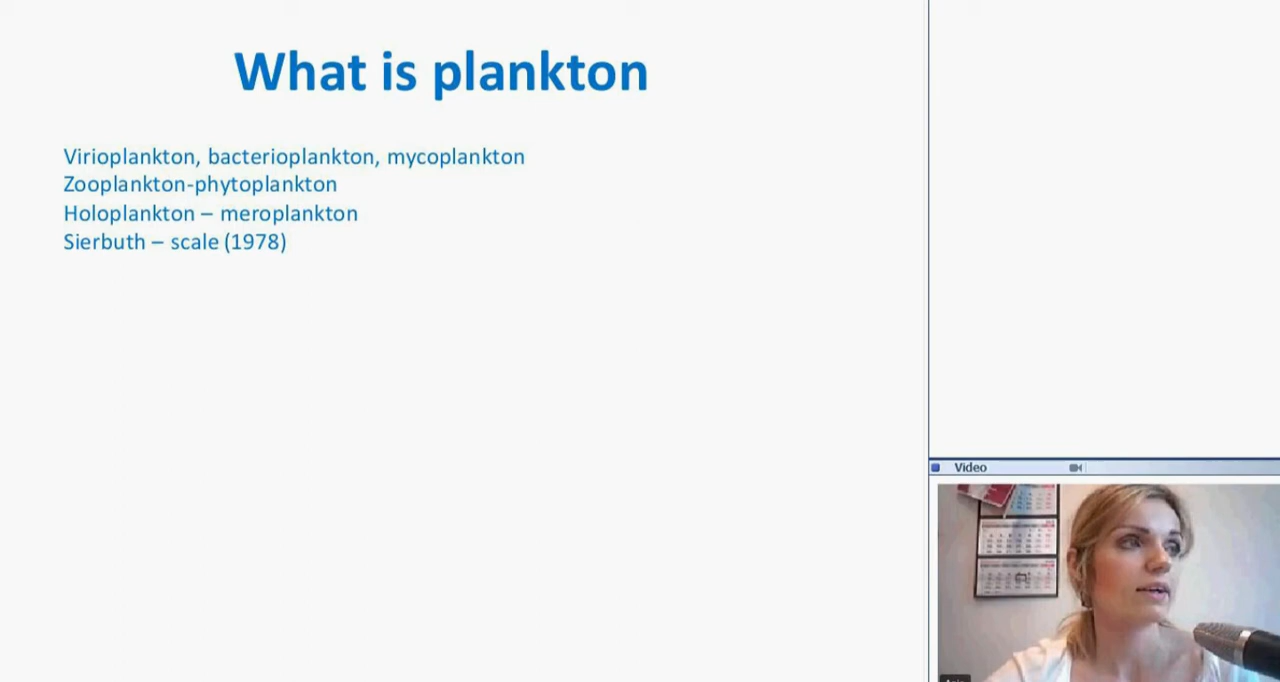 What is plankton
Virioplankton, bacterioplankton, mycoplankton
Zooplankton-phytoplankton
Holoplankton – meroplankton
Sierbuth – scale (1978)
Video